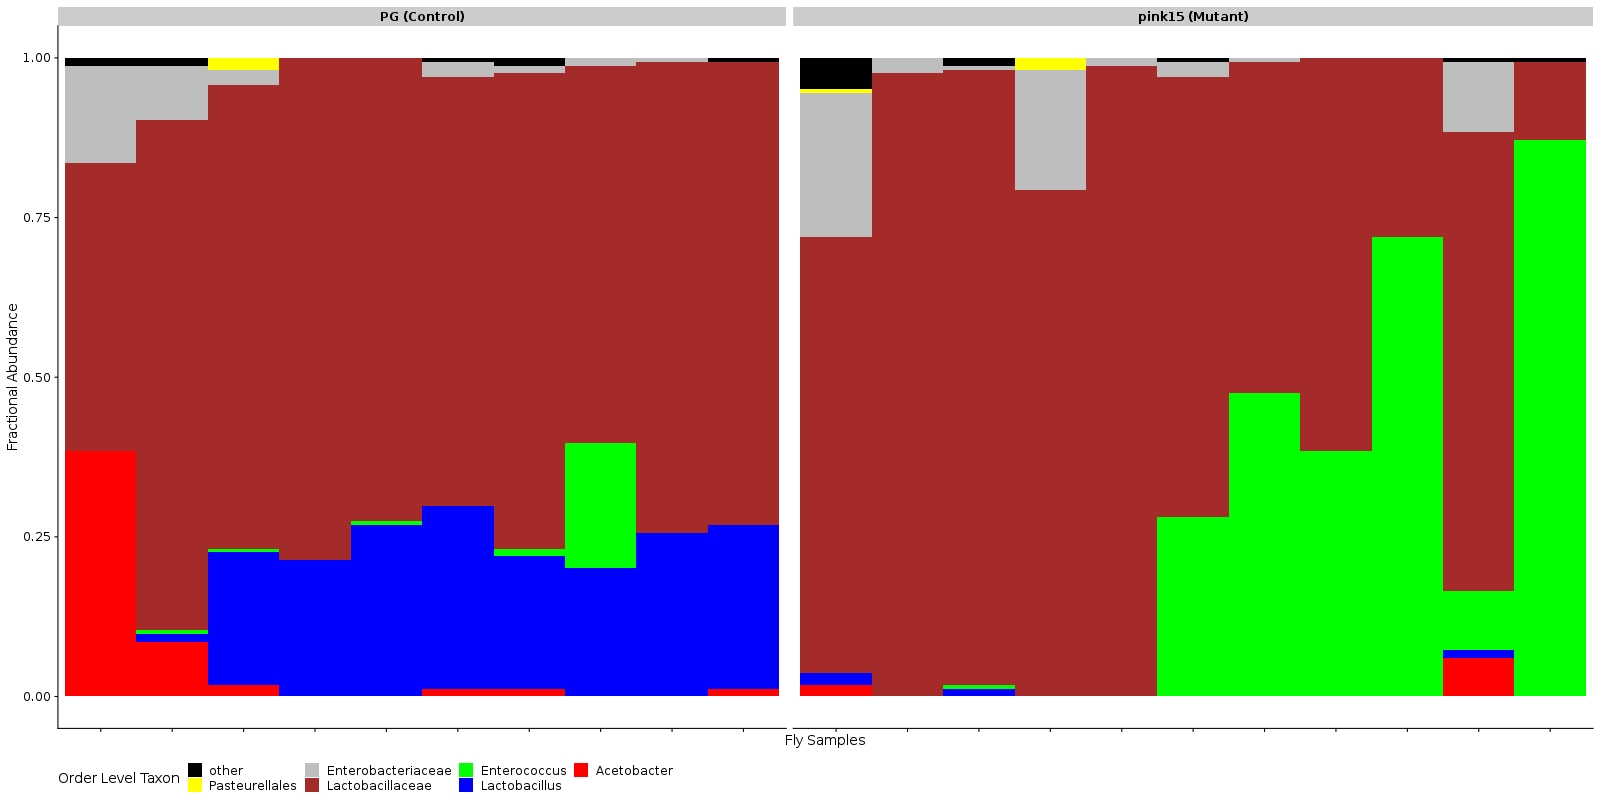 PG (Control)
pink15 (Mutant)
1.00
0.75
0.50
0.25
0.00
Fractional Abundance
Fly Samples
Order Level Taxon
other
Enterobacteriaceae
Enterococcus
Acetobacter
Pasteurellales
Lactobacillaceae
Lactobacillus